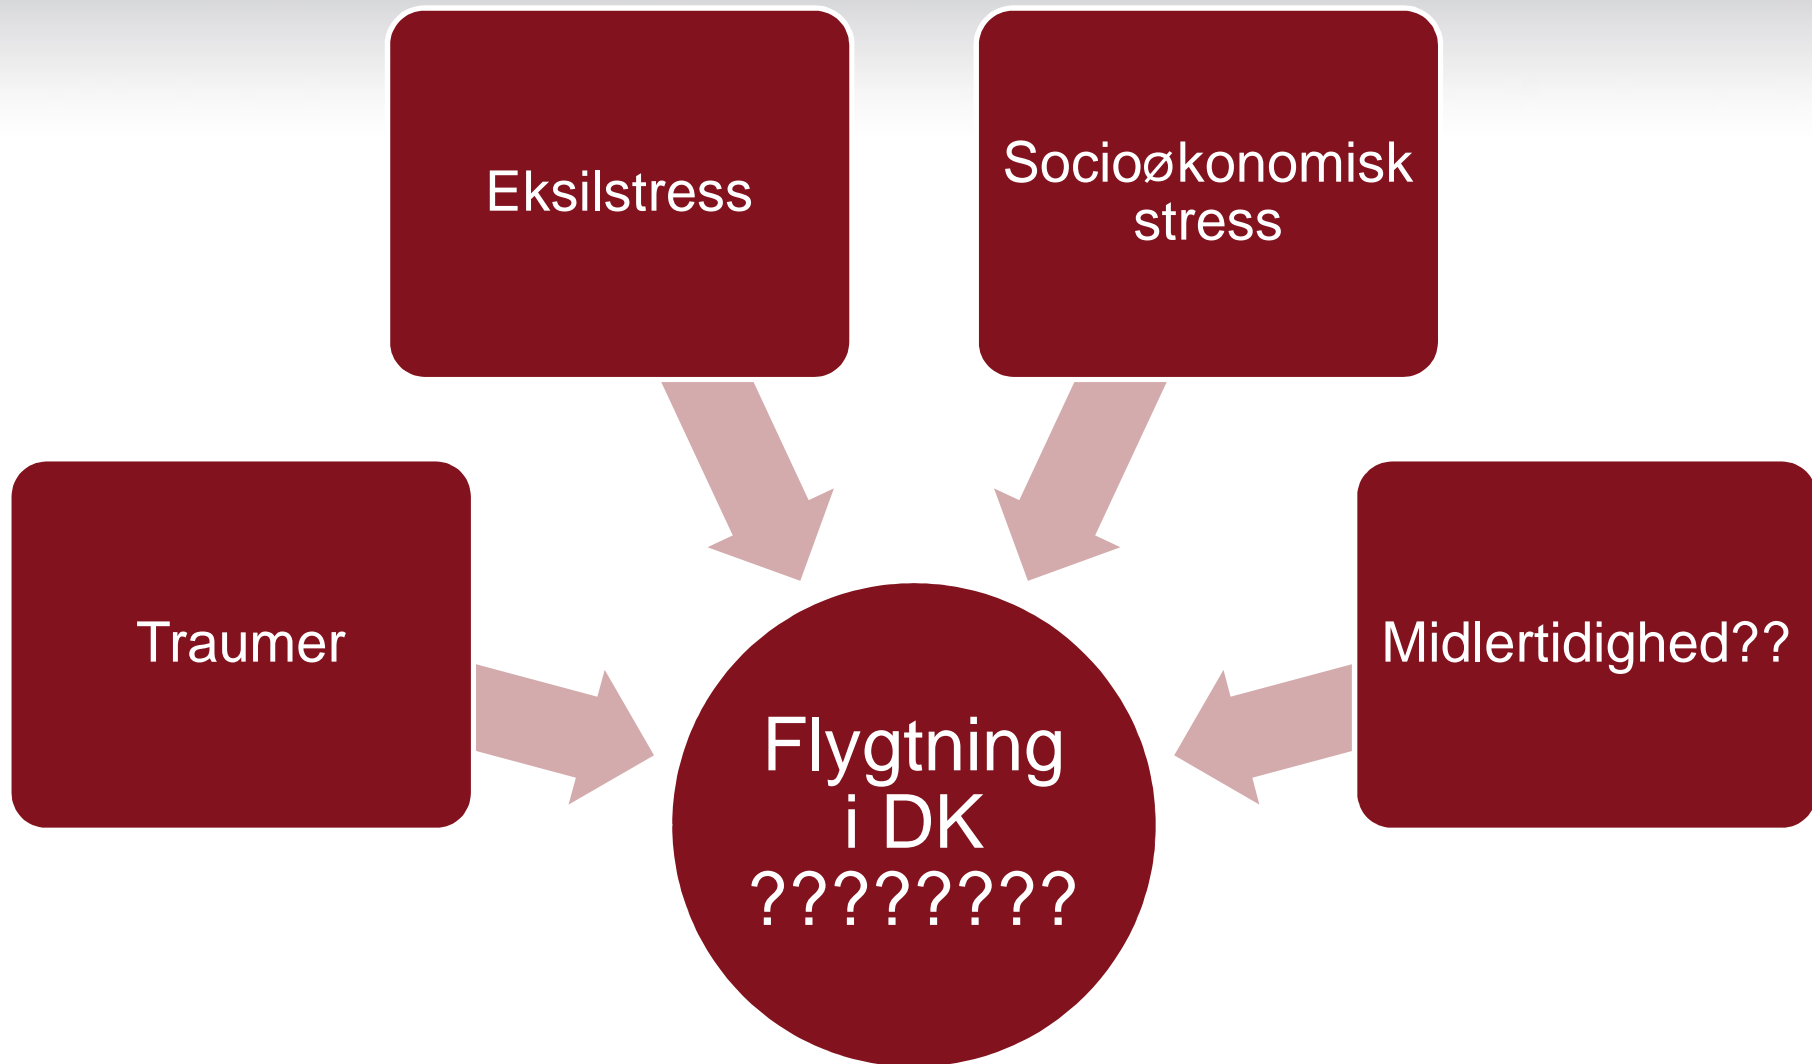 Eksilstress
Socioøkonomisk
stress
Traumer
Midlertidighed??
Flygtning
i DK
????????